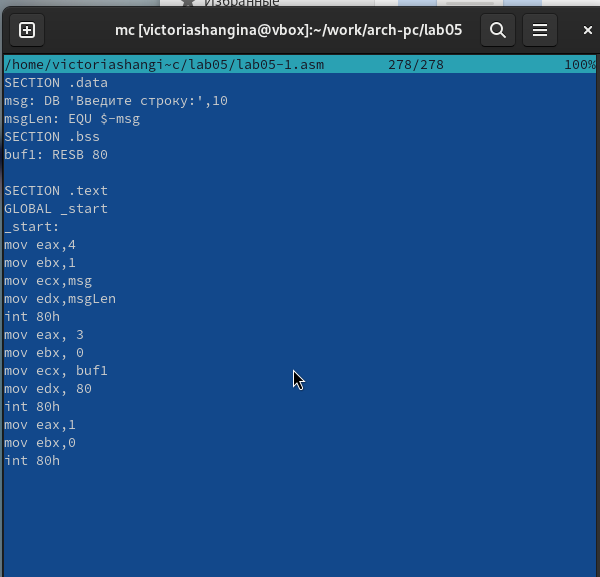 Избранные
mc [victoriashangina@vbox]:~/work/arch-pc/lab05
/home/victoriashangi~c/lab05/lab05-1.asm 278/278 100%
SECTION .data
msg: DB 'Введите строку:',10
msgLen: EQU $-msg
SECTION .bss
buf1: RESB 80
SECTION .text
GLOBAL _start
_start:
mov eax,4
mov ebx,1
mov ecx,msg
mov edx,msgLen
int 80h
mov eax, 3
mov ebx, 0
mov ecx, buf1
mov edx, 80
int 80h
mov eax,1
mov ebx,0
int 80h